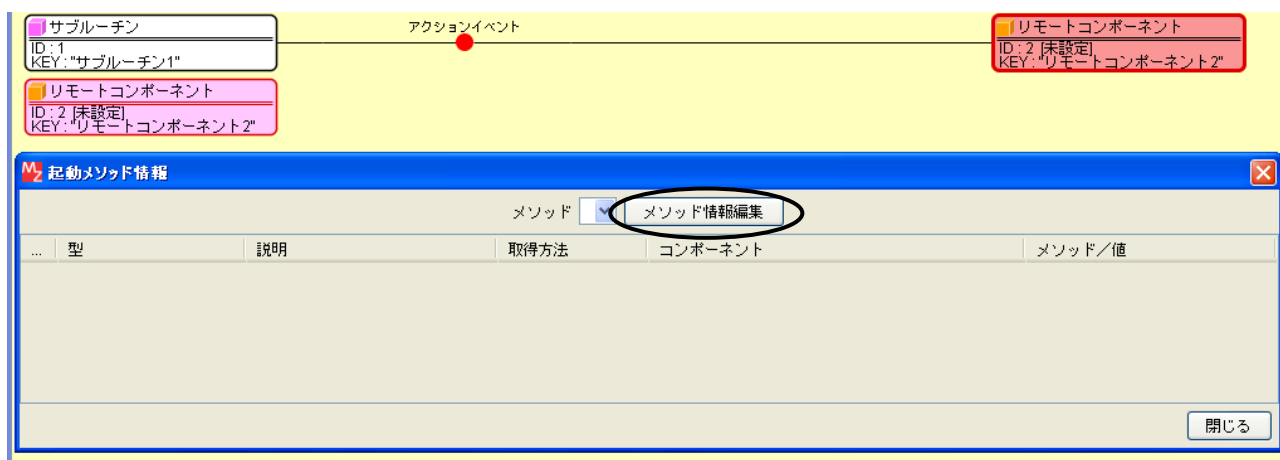 サブルーチン
ID : 1
KEY : "サブルーチン1"
アクションイベント
リモートコンポーネント
ID : 2 [未設定]
KEY : "リモートコンポーネント2"
リモートコンポーネント
ID : 2 [未設定]
KEY : "リモートコンポーネント2"
起動メソッド情報
メソッド メソッド情報編集
... 型 説明 取得方法 コンポーネント メソッド／値
閉じる